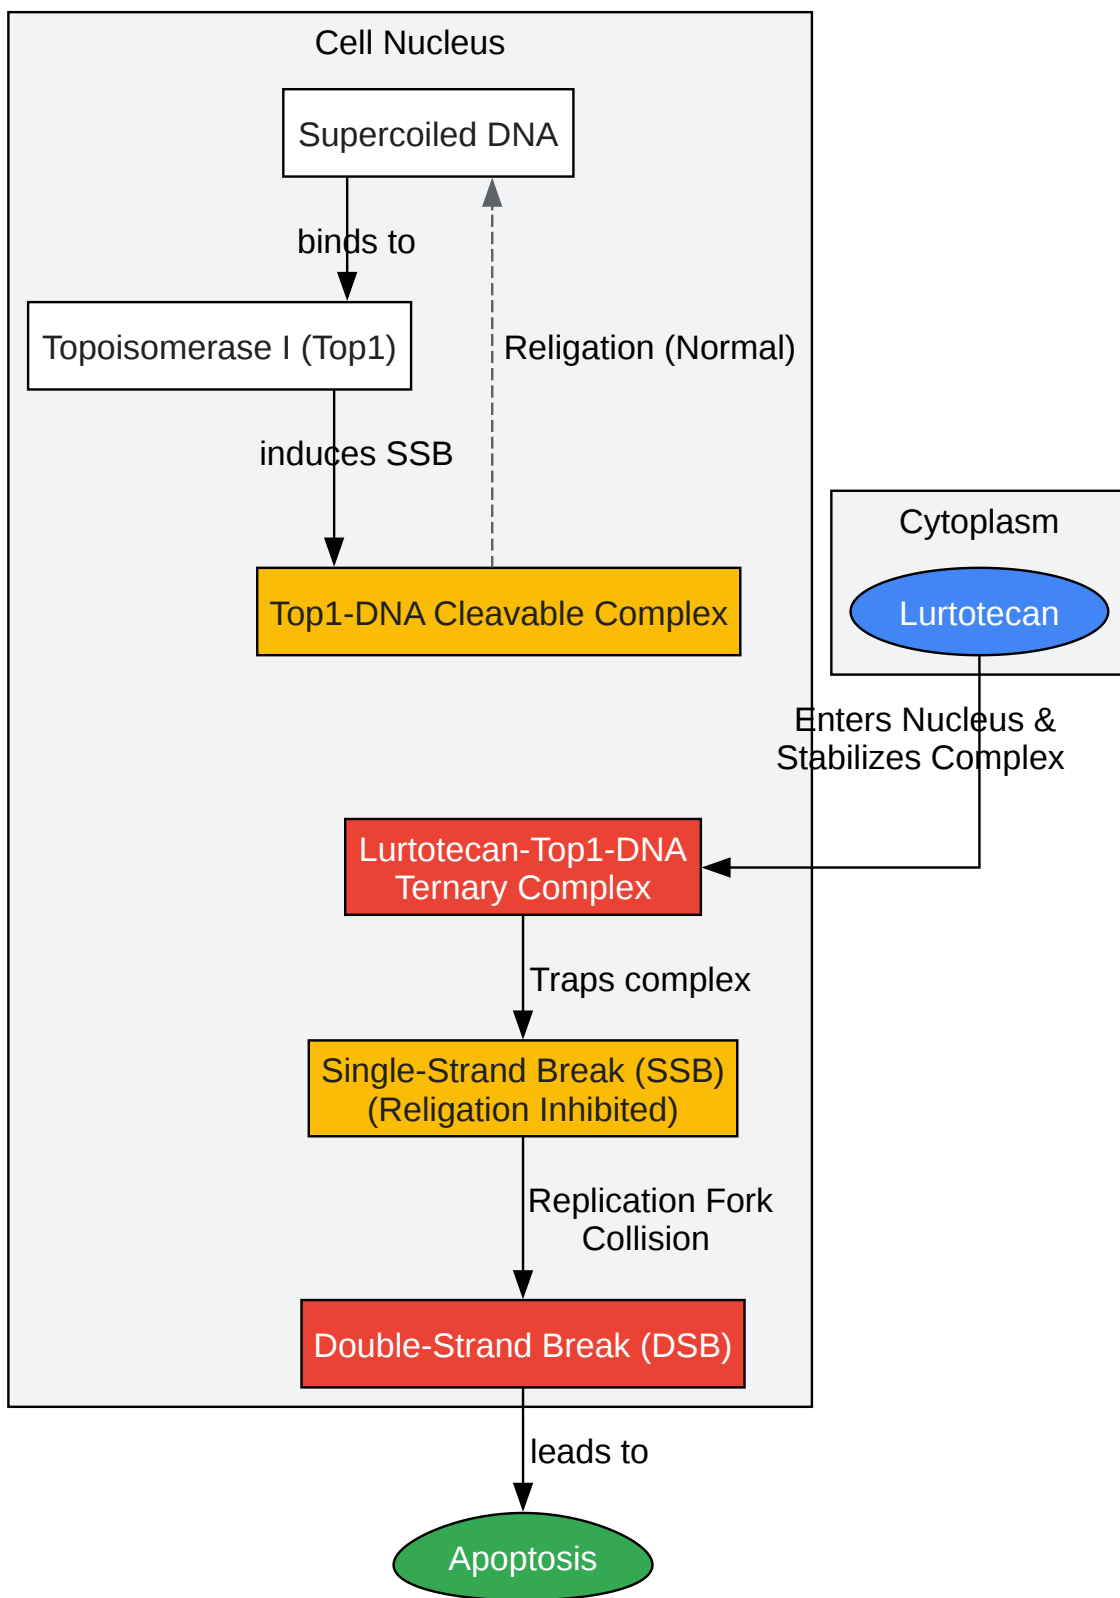 Cell Nucleus
Supercoiled DNA
binds to
Topoisomerase I (Top1)
Religation (Normal)
induces SSB
Cytoplasm
Top1-DNA Cleavable Complex
Lurtotecan
Enters Nucleus &
Stabilizes Complex
Lurtotecan-Top1-DNA
Ternary Complex
Traps complex
Single-Strand Break (SSB)
(Religation Inhibited)
Replication Fork
Collision
Double-Strand Break (DSB)
leads to
Apoptosis